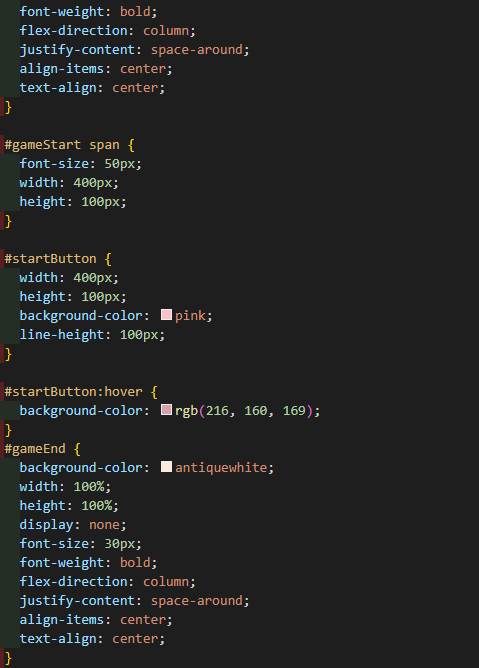 font-weight: bold;
flex-direction: column;
justify-content: space-around;
align-items: center;
text-align: center;
}
#gameStart span {
font-size: 50px;
width: 400px;
height: 100px;
}
#startButton {
width: 400px;
height: 100px;
background-color: pink;
line-height: 100px;
}
#startButton:hover {
background-color: rgb(216, 160, 169);
}
#gameEnd {
background-color: antiquewhite;
width: 100%;
height: 100%;
display: none;
font-size: 30px;
font-weight: bold;
flex-direction: column;
justify-content: space-around;
align-items: center;
text-align: center;
}